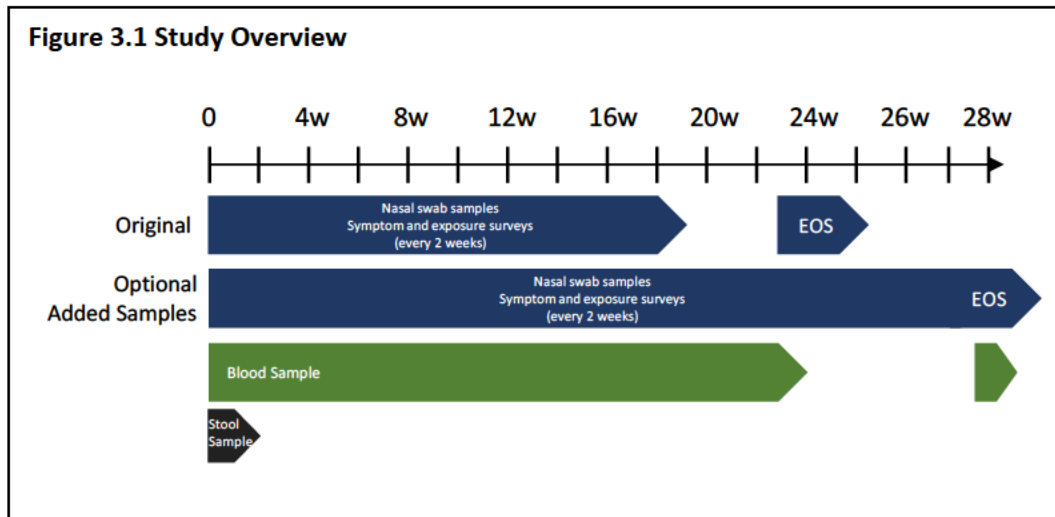 Figure 3.1 Study Overview
0 4w 8w 12w 16w 20w 24w 26w 28w
Original
Nasal swab samples
Symptom and exposure surveys
(every 2 weeks)
EOS
Optional
Added Samples
Nasal swab samples
Symptom and exposure surveys
(every 2 weeks)
EOS
Blood Sample
Stool
Sample